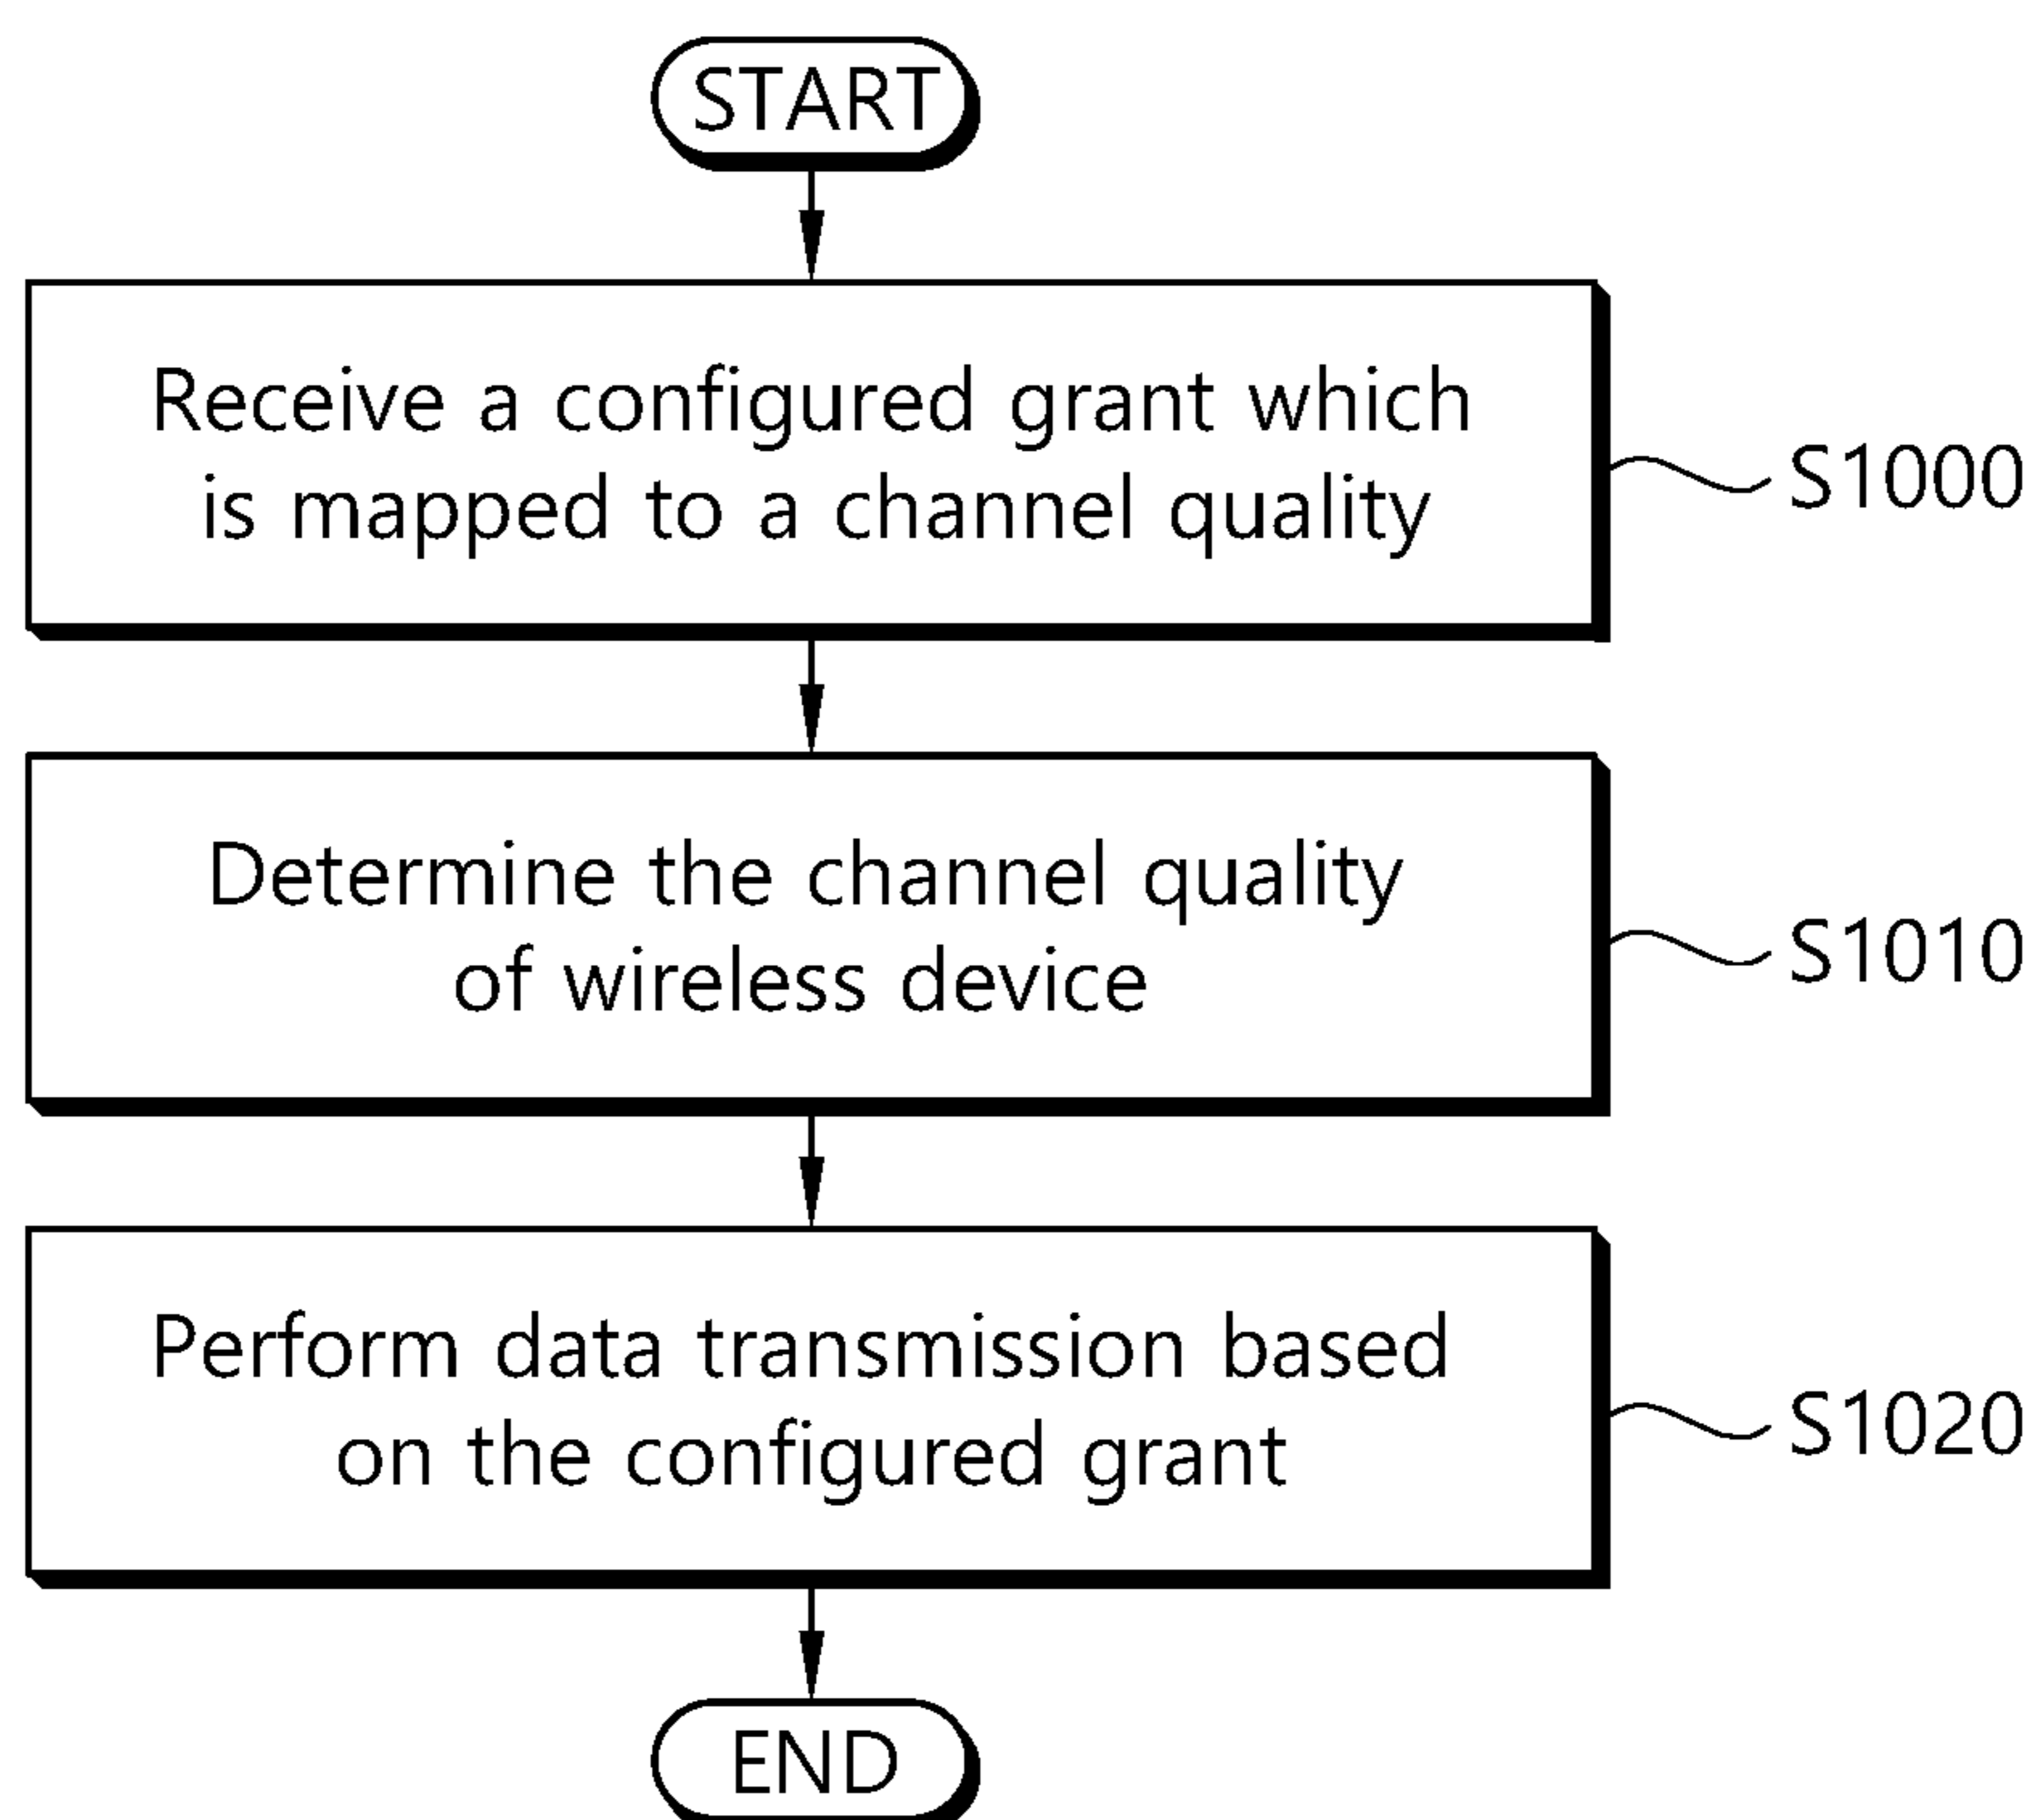 START
Receive a configured grant which
is mapped to a channel quality
S1000
Determine the channel quality
of wireless device
S1010
Perform data transmission based
on the configured grant
S1020
END